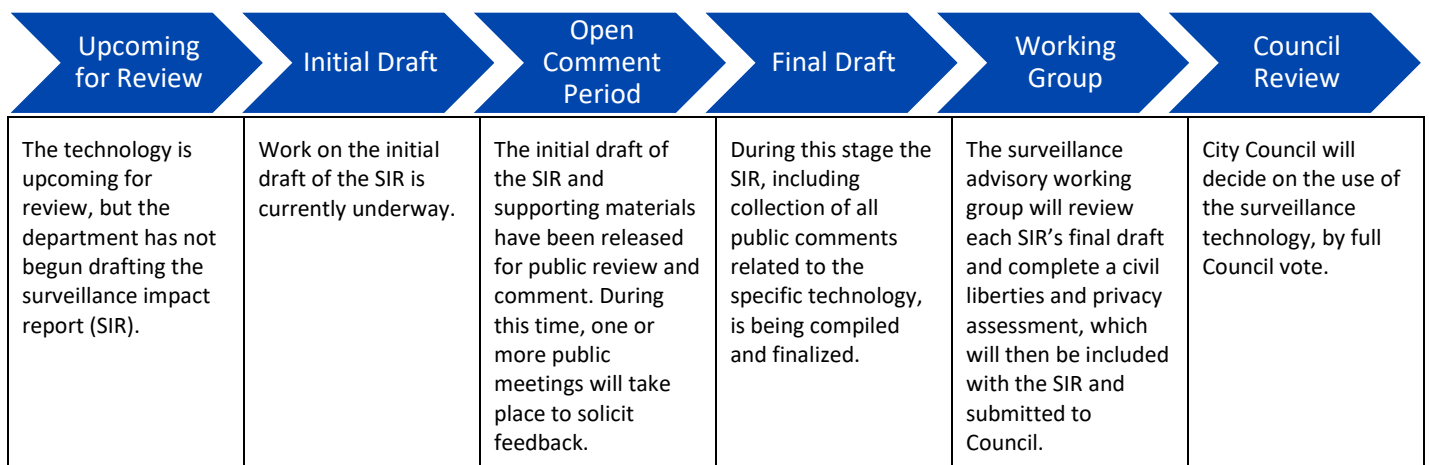 Upcoming
for Review
Initial Draft
Open
Comment
Period
Final Draft
Working
Group
Council
Review
The technology is
upcoming for
review, but the
department has not
begun drafting the
surveillance impact
report (SIR).
Work on the initial
draft of the SIR is
currently underway.
The initial draft of
the SIR and
supporting materials
have been released
for public review and
comment. During
this time, one or
more public
meetings will take
place to solicit
feedback.
During this stage the
SIR, including
collection of all
public comments
related to the
specific technology,
is being compiled
and finalized.
The surveillance
advisory working
group will review
each SIR’s final draft
and complete a civil
liberties and privacy
assessment, which
will then be included
with the SIR and
submitted to
Council.
City Council will
decide on the use of
the surveillance
technology, by full
Council vote.